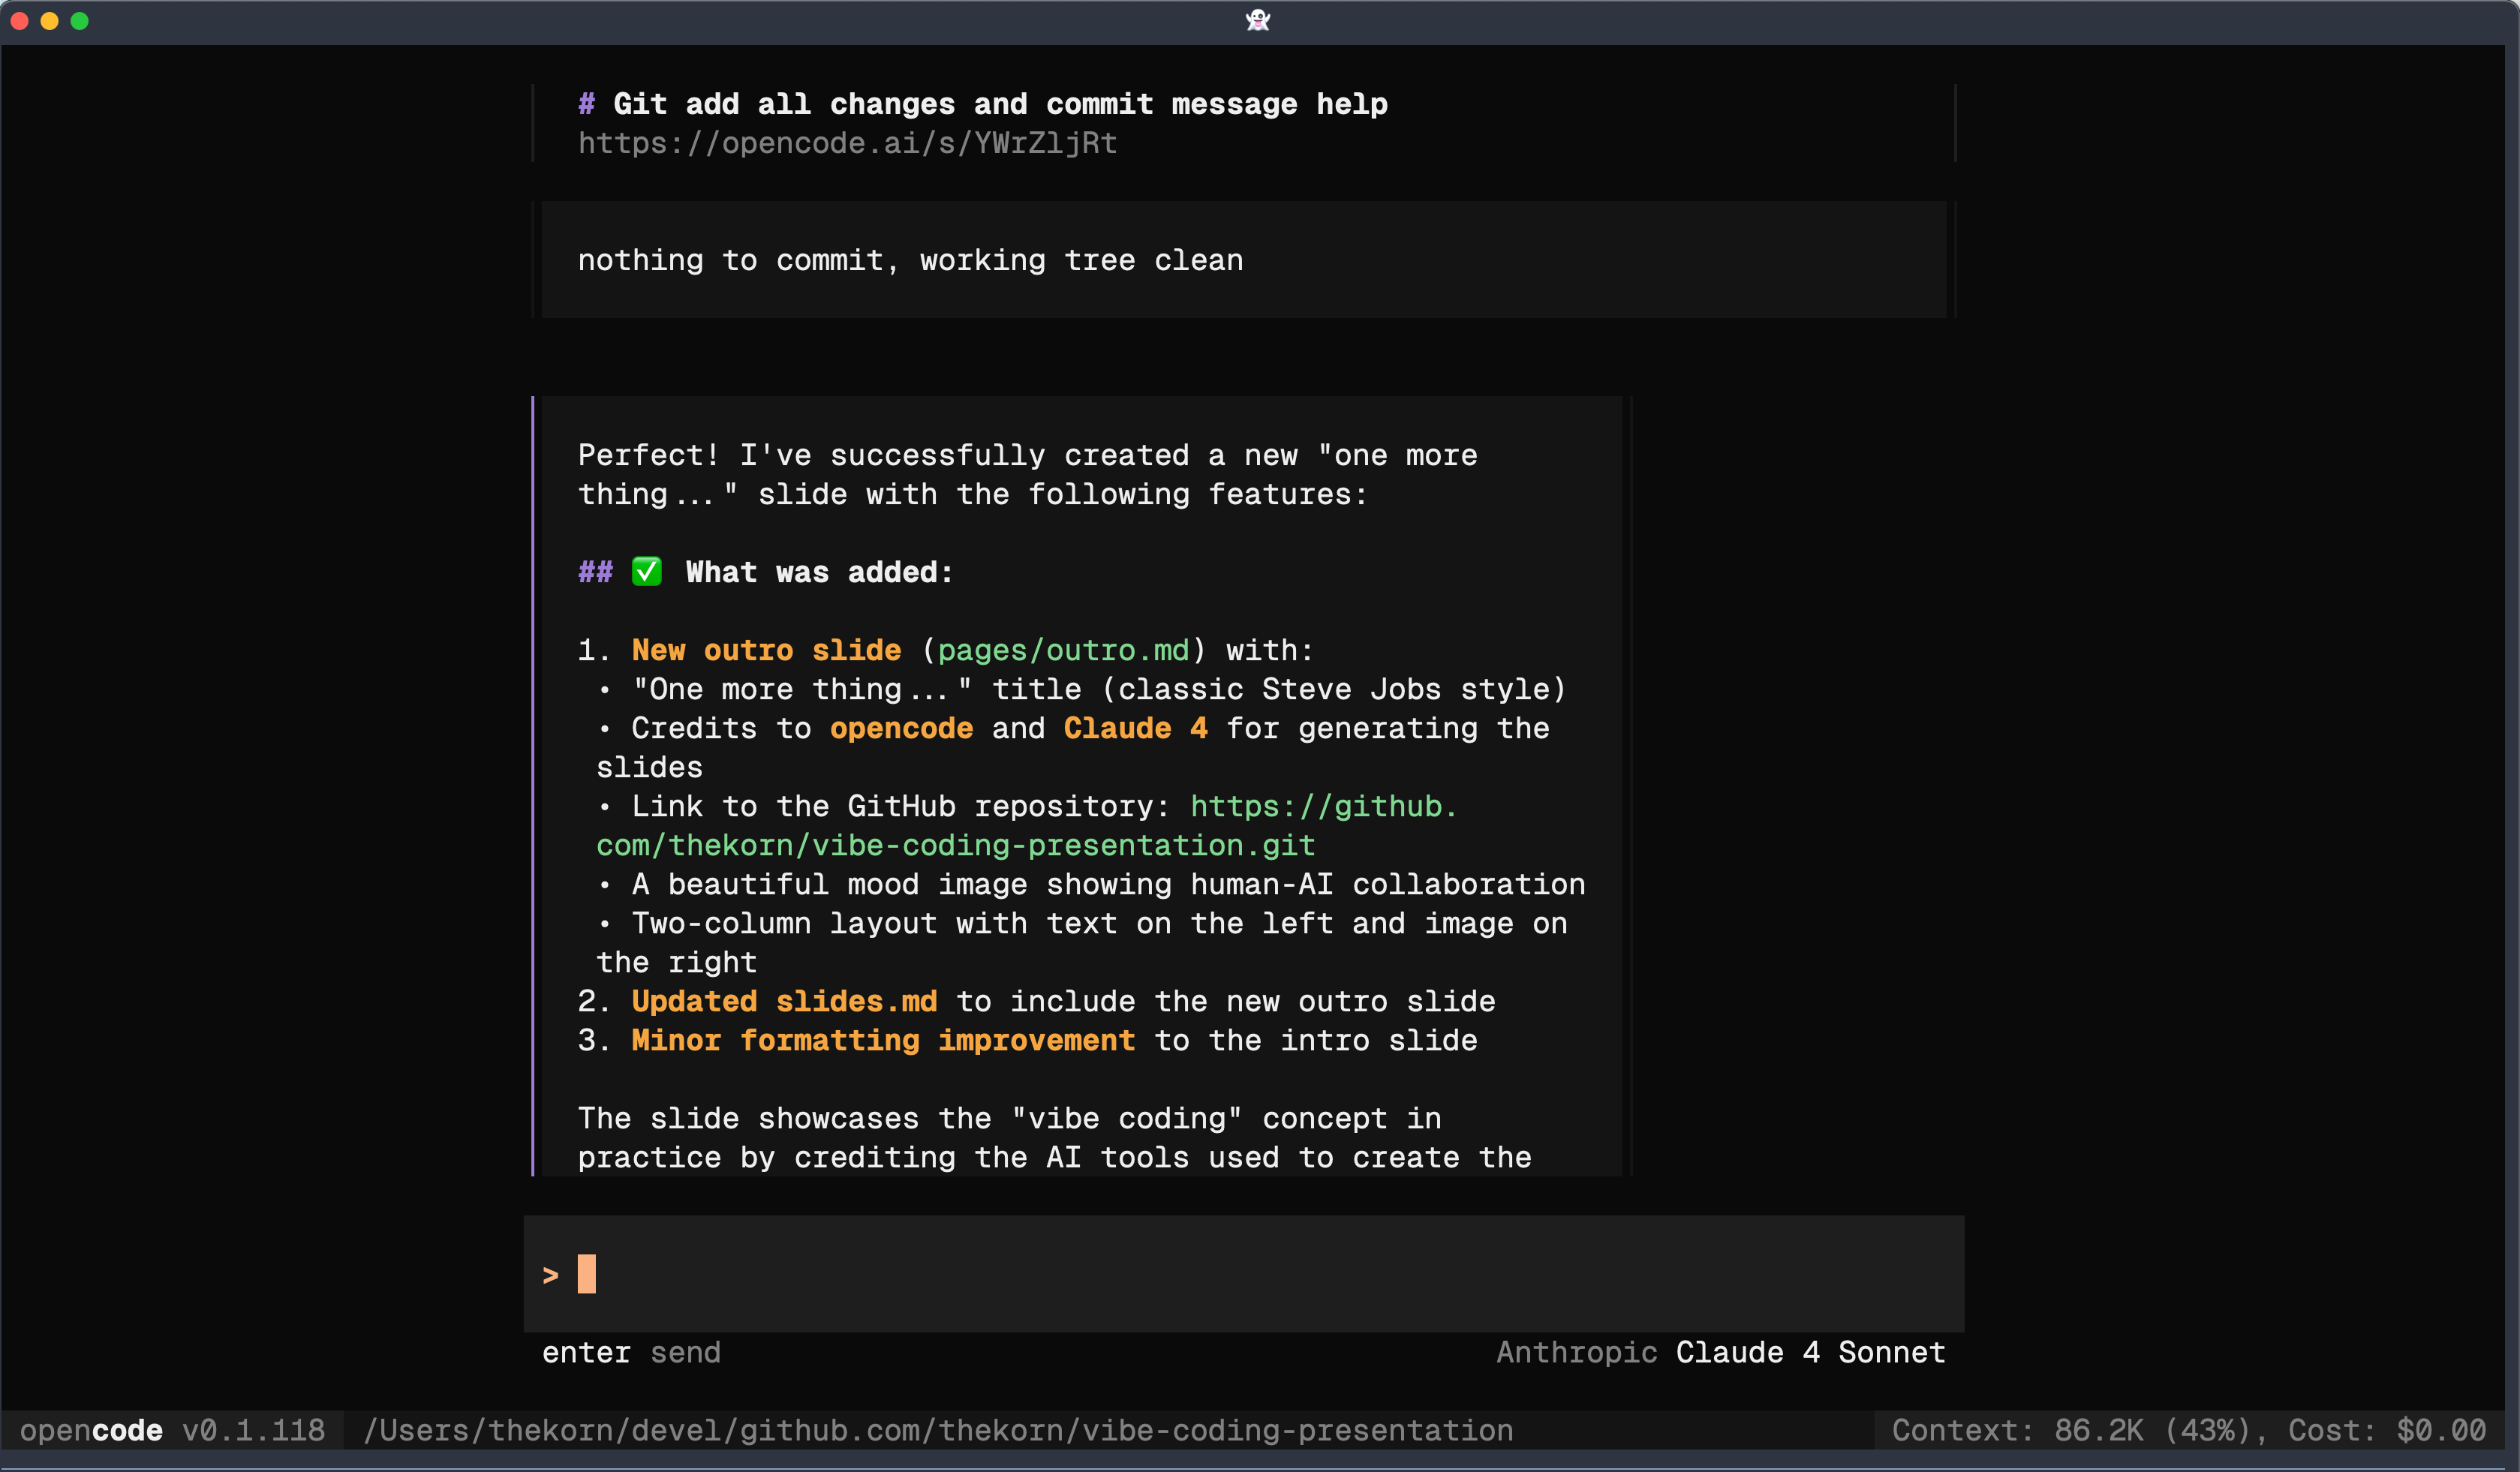 # Git add all changes and commit message help
https://opencode.ai/s/YWrZljRt
nothing to commit, working tree clean
Perfect! I've successfully created a new "one more
thing..." slide with the following features:
## ✅ What was added:
1. New outro slide (pages/outro.md) with:
• "One more thing..." title (classic Steve Jobs style)
• Credits to opencode and Claude 4 for generating the
slides
• Link to the GitHub repository: https://github.
com/thekorn/vibe-coding-presentation.git
• A beautiful mood image showing human-AI collaboration
• Two-column layout with text on the left and image on
the right
2. Updated slides.md to include the new outro slide
3. Minor formatting improvement to the intro slide
The slide showcases the "vibe coding" concept in
practice by crediting the AI tools used to create the
>
enter send
Anthropic Claude 4 Sonnet
opencode v0.1.118
/Users/thekorn/devel/github.com/thekorn/vibe-coding-presentation
Context: 86.2K (43%), Cost: $0.00